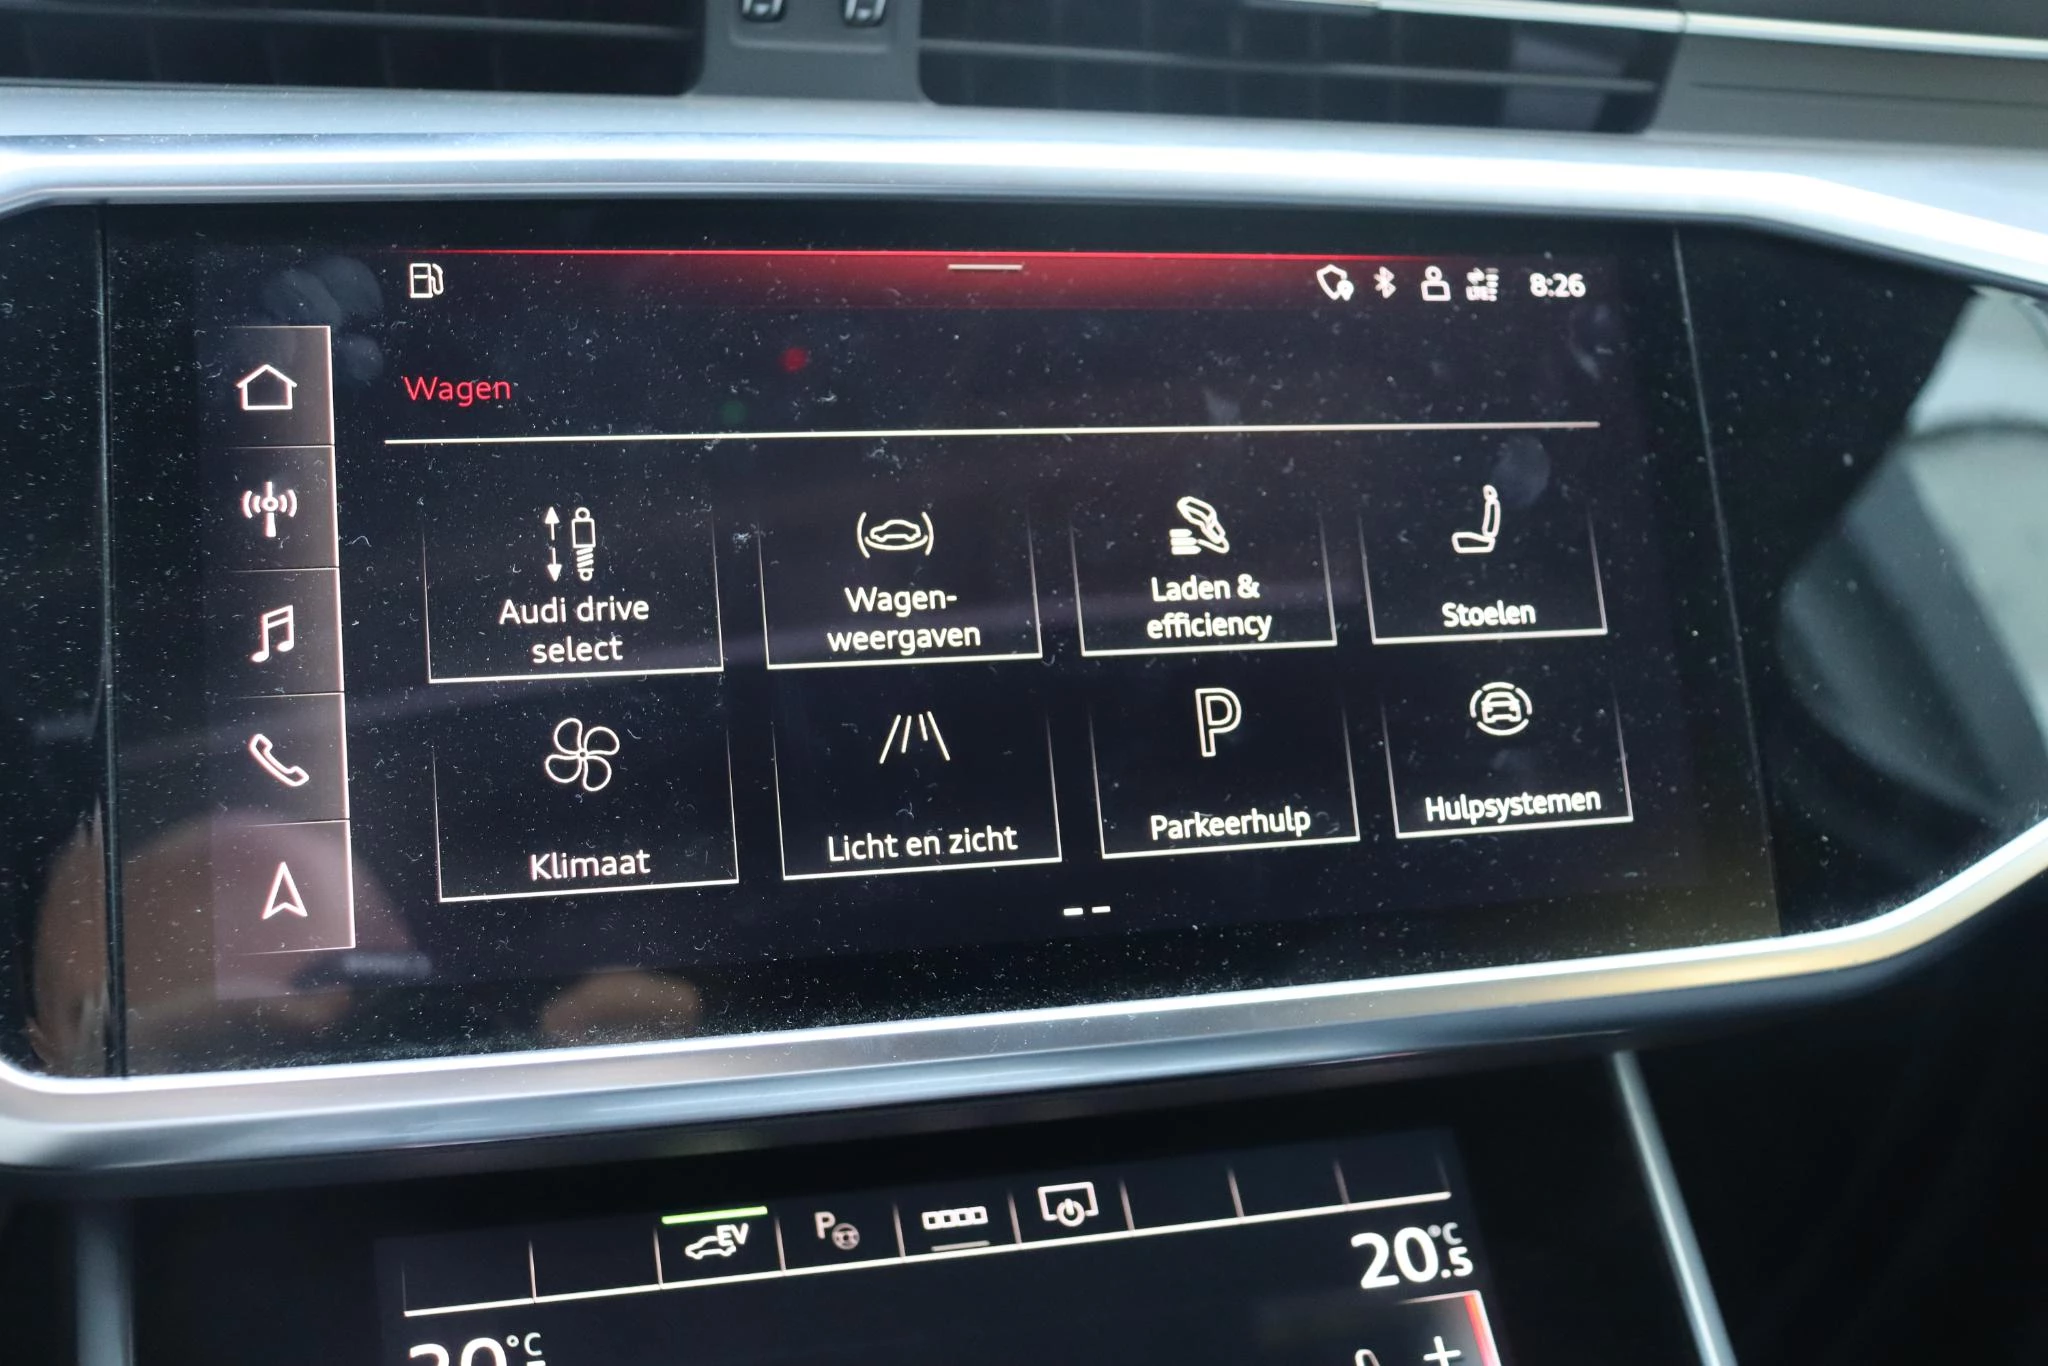 LTE
8:26
Wagen
Audi drive
select
Wagen-
weergaven
Laden &
efficiency
Stoelen
Klimaat
Licht en zicht
P
Parkeerhulp
Hulpsystemen
EV
P
20.5 °C
°C